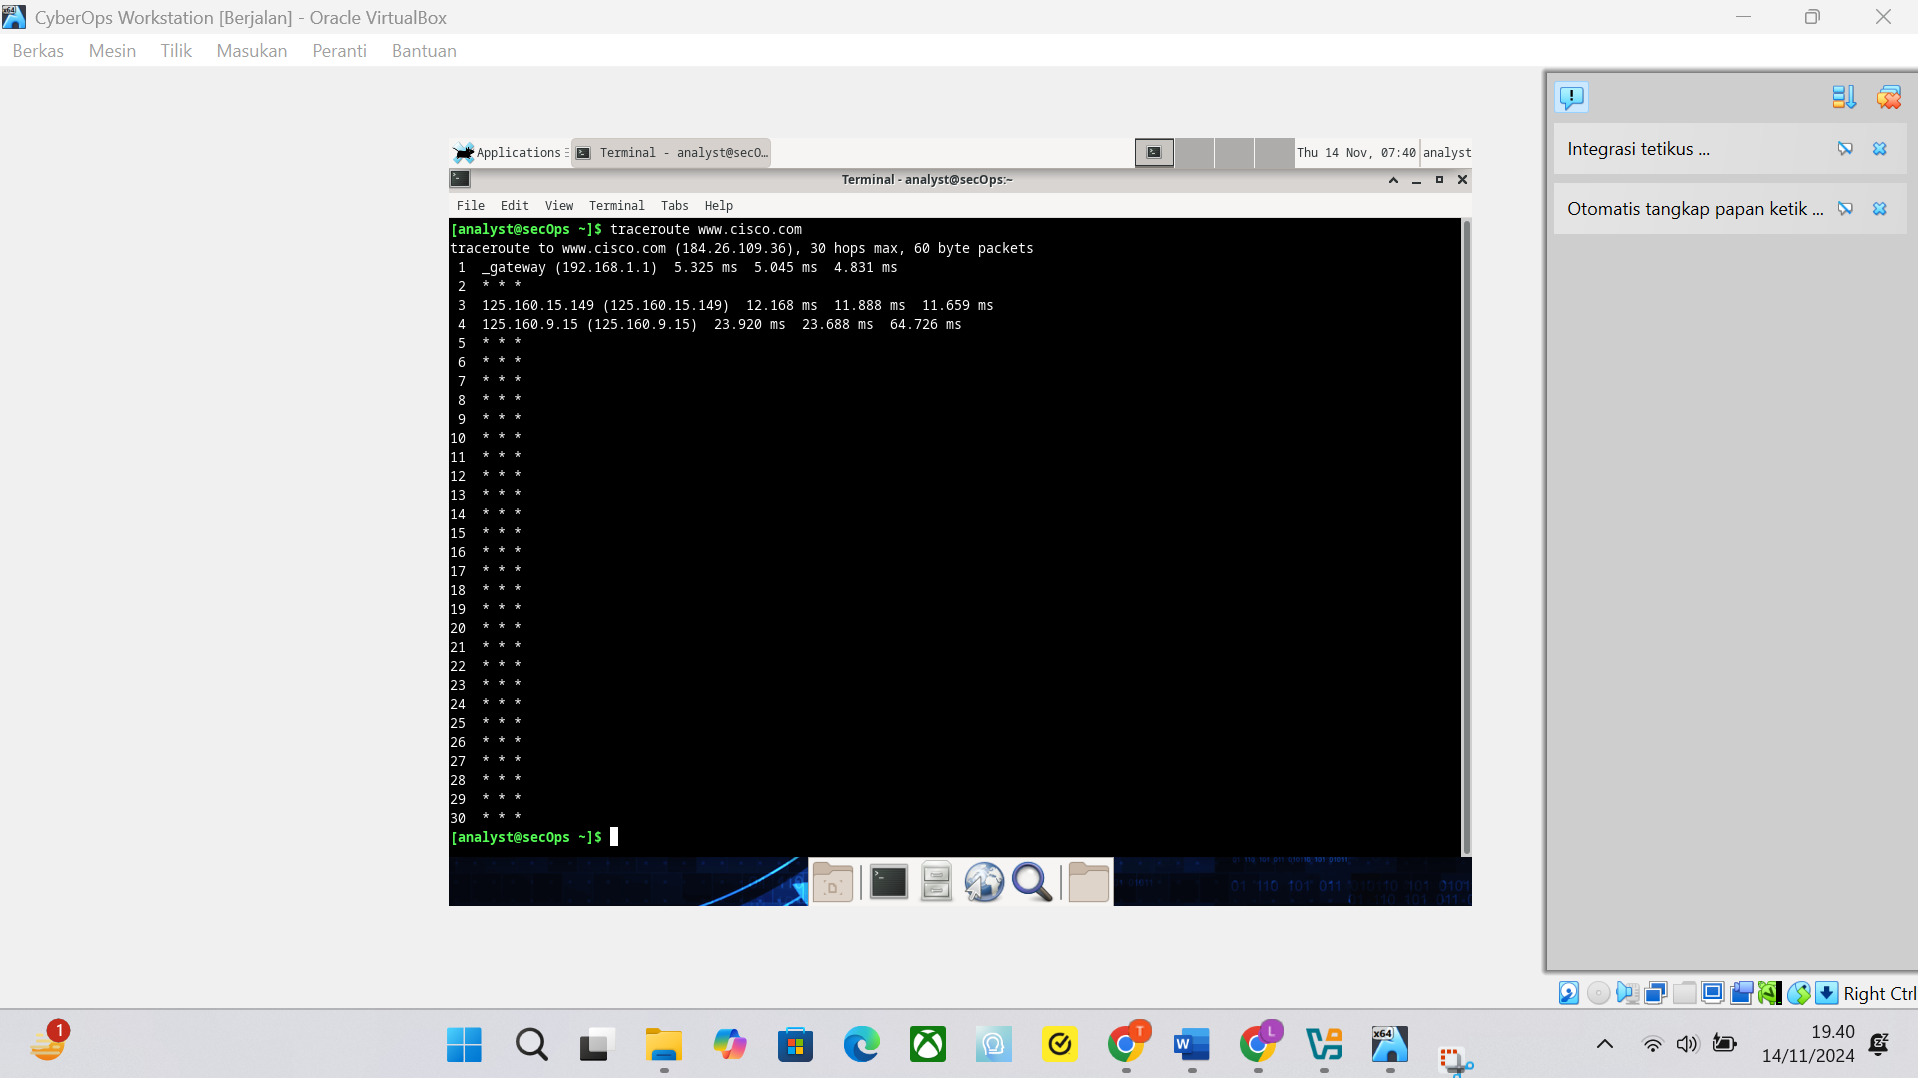 CyberOps Workstation [Berjalan] - Oracle VirtualBox
Berkas Mesin Tilik Masukan Peranti Bantuan
Integrasi tetikus ...
Otomatis tangkap papan ketik ...
Applications Terminal - analyst@secO... Thu 14 Nov, 07:40 analyst
Terminal - analyst@secOps:~
File Edit View Terminal Tabs Help
[analyst@secOps ~]$ traceroute www.cisco.com
traceroute to www.cisco.com (184.26.109.36), 30 hops max, 60 byte packets
1 _gateway (192.168.1.1) 5.325 ms 5.045 ms 4.831 ms
2 * * *
3 125.160.15.149 (125.160.15.149) 12.168 ms 11.888 ms 11.659 ms
4 125.160.9.15 (125.160.9.15) 23.920 ms 23.688 ms 64.726 ms
5 * * *
6 * * *
7 * * *
8 * * *
9 * * *
10 * * *
11 * * *
12 * * *
13 * * *
14 * * *
15 * * *
16 * * *
17 * * *
18 * * *
19 * * *
20 * * *
21 * * *
22 * * *
23 * * *
24 * * *
25 * * *
26 * * *
27 * * *
28 * * *
29 * * *
30 * * *
[analyst@secOps ~]$
Right Ctrl
1
T
W
L
x64
19.40
14/11/2024